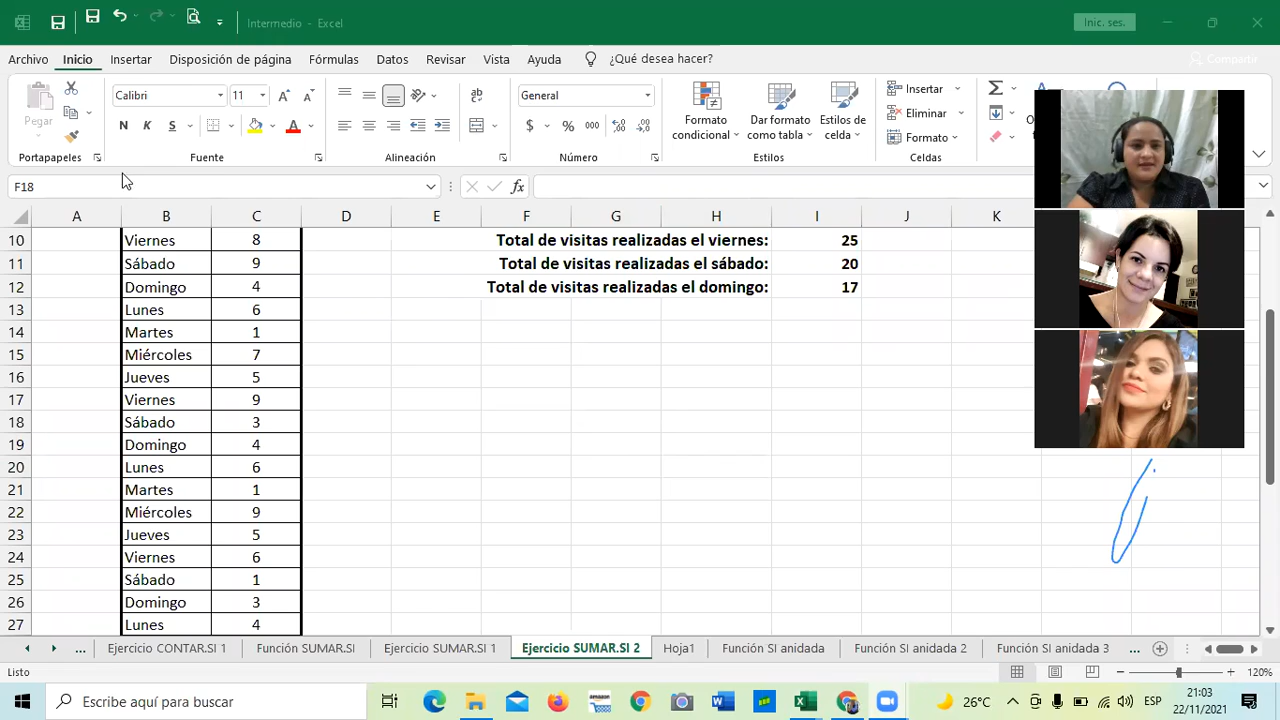 Intermedio - Excel
Inic. ses.
Archivo Inicio Insertar Disposición de página Fórmulas Datos Revisar Vista Ayuda ¿Qué desea hacer?
Compartir
Pegar
Calibri 11
N K S
ab
General
$ % 000
Formato condicional
Dar formato como tabla
Estilos de celda
Insertar
Eliminar
Formato
Portapapeles Fuente Alineación Número Estilos Celdas
F18 fx
A B C D E F G H I J K
10 Viernes 8 Total de visitas realizadas el viernes: 25
11 Sábado 9 Total de visitas realizadas el sábado: 20
12 Domingo 4 Total de visitas realizadas el domingo: 17
13 Lunes 6
14 Martes 1
15 Miércoles 7
16 Jueves 5
17 Viernes 9
18 Sábado 3
19 Domingo 4
20 Lunes 6
21 Martes 1
22 Miércoles 9
23 Jueves 5
24 Viernes 6
25 Sábado 1
26 Domingo 3
27 Lunes 4
... Ejercicio CONTAR.SI 1 Función SUMAR.SI Ejercicio SUMAR.SI 1 Ejercicio SUMAR.SI 2 Hoja1 Función SI anidada Función SI anidada 2 Función SI anidada 3 ...
Listo 120%
Escribe aquí para buscar amazon 26°C ESP 21:03
22/11/2021